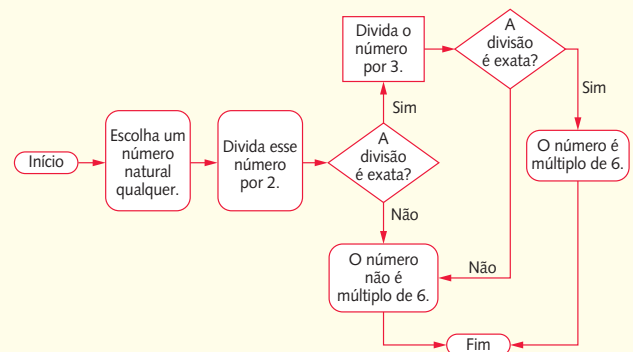 Início
Escolha um
número
natural
qualquer.
Divida esse
número
por 2.
A
divisão
é exata?
Sim
Divida o
número
por 3.
A
divisão
é exata?
Sim
O número é
múltiplo de 6.
Não
O número
não é
múltiplo de 6.
Não
Fim